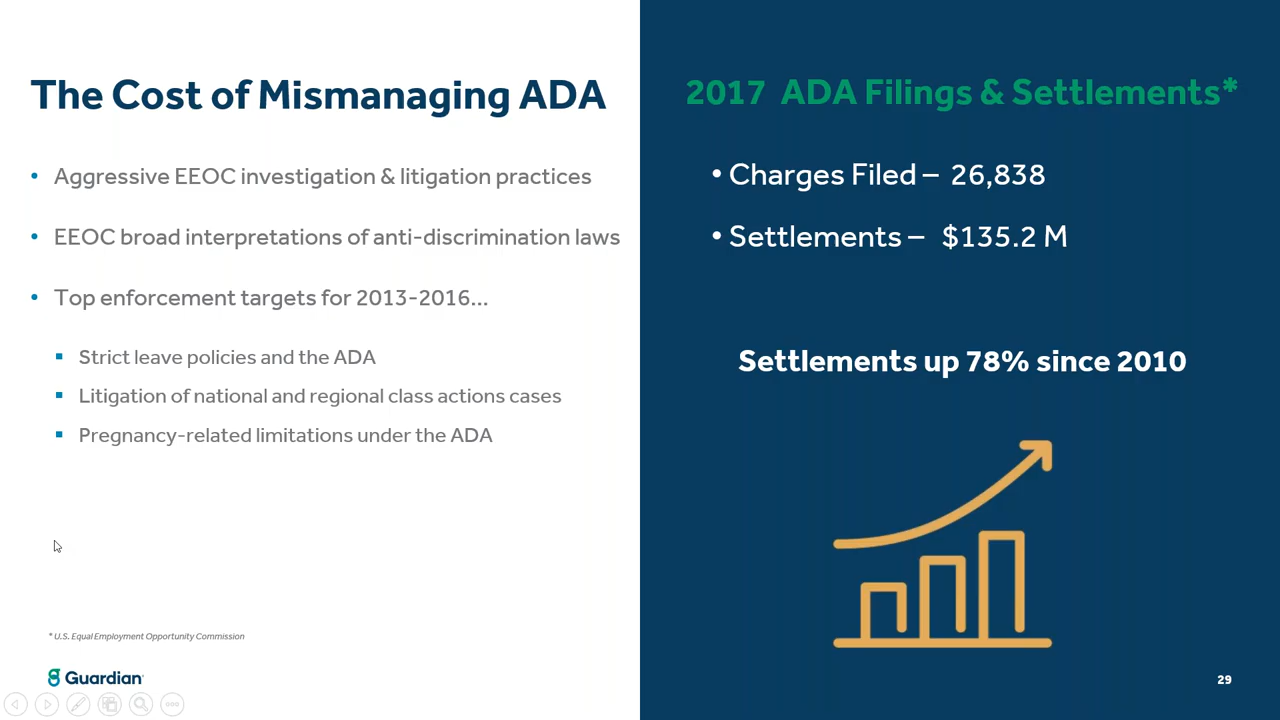 The Cost of Mismanaging ADA
• Aggressive EEOC investigation & litigation practices
• EEOC broad interpretations of anti-discrimination laws
• Top enforcement targets for 2013-2016...
▪ Strict leave policies and the ADA
▪ Litigation of national and regional class actions cases
▪ Pregnancy-related limitations under the ADA
* U.S. Equal Employment Opportunity Commission
Guardian
2017 ADA Filings & Settlements*
• Charges Filed – 26,838
• Settlements – $135.2 M
Settlements up 78% since 2010
29